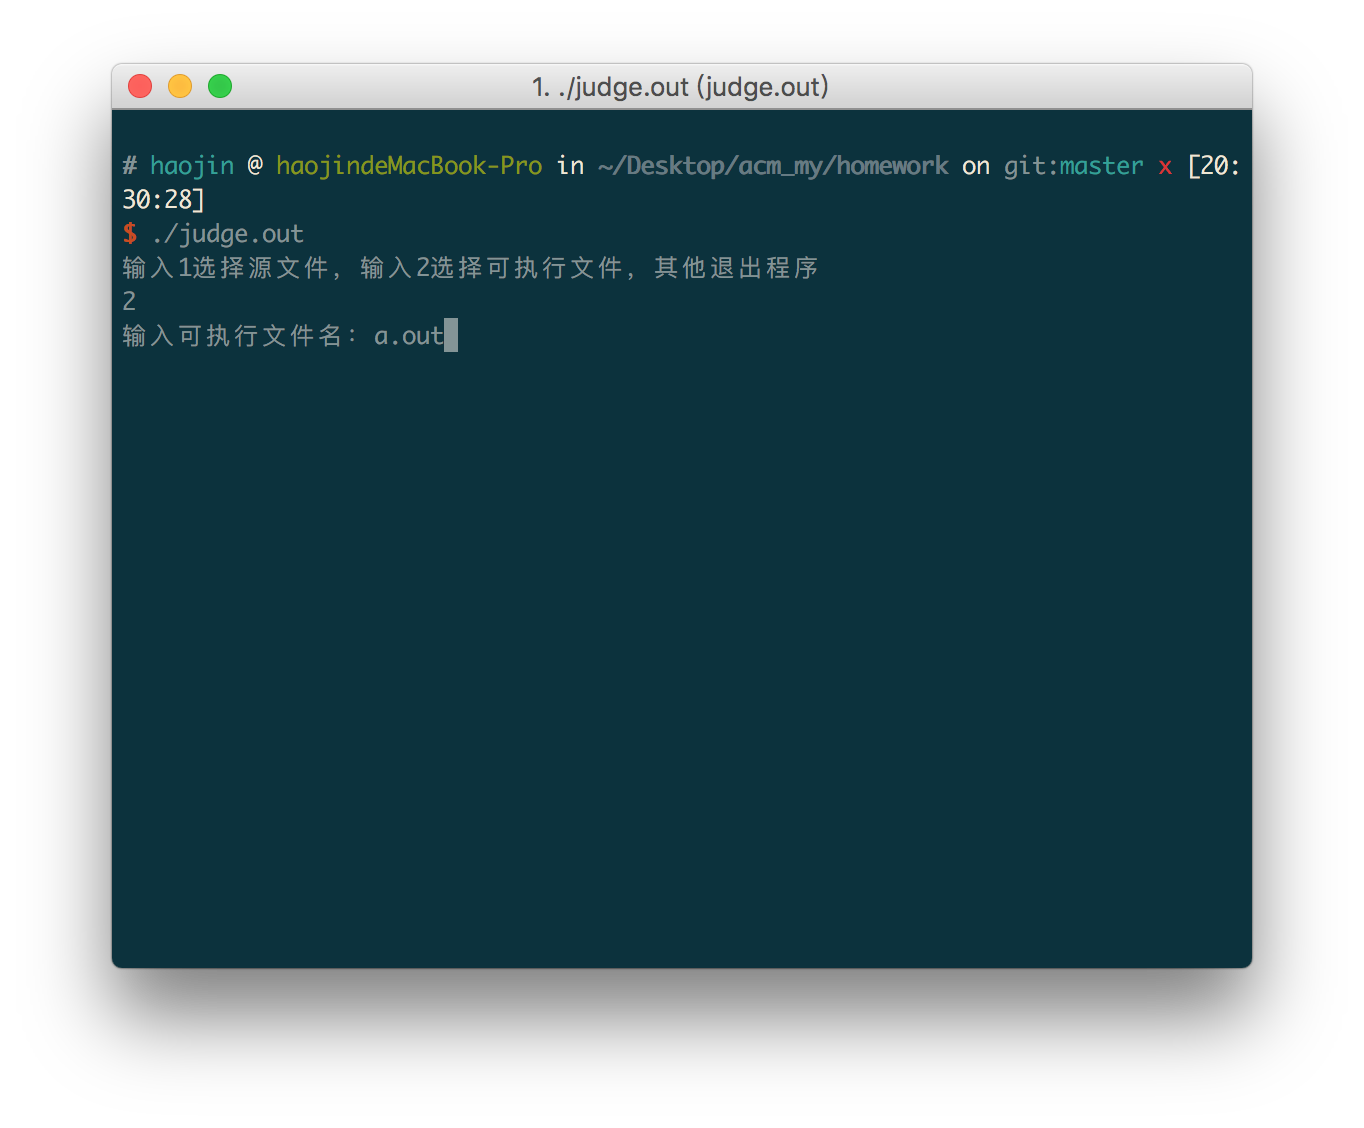 1. ./judge.out (judge.out)
# haojin @ haojindeMacBook-Pro in ~/Desktop/acm_my/homework on git:master x [20:
30:28]
$ ./judge.out
输入1选择源文件，输入2选择可执行文件，其他退出程序
2
输入可执行文件名：a.out